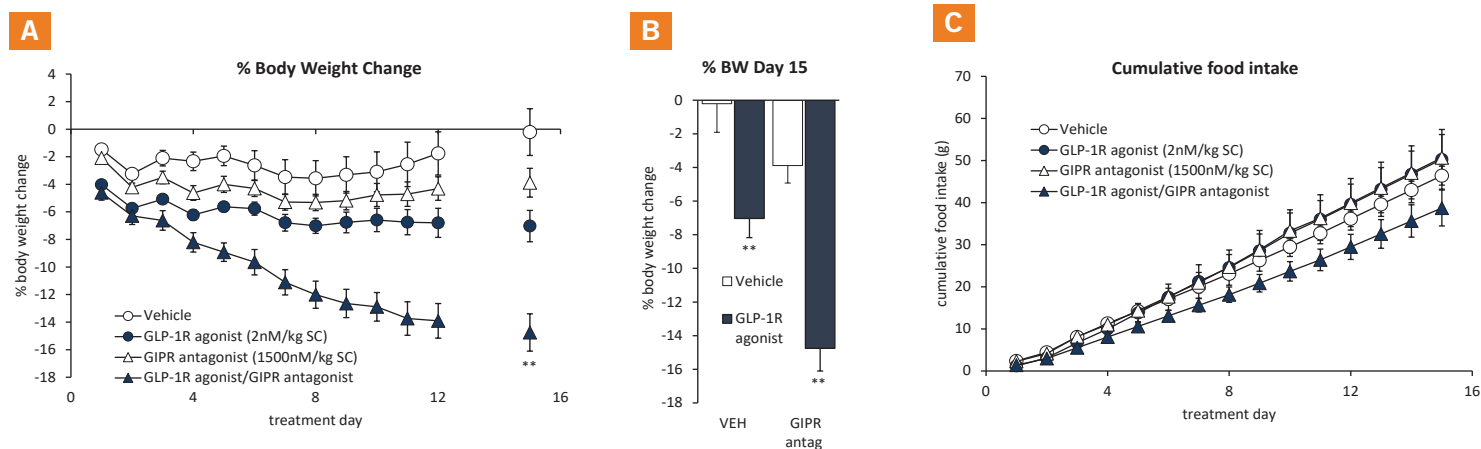 A
% Body Weight Change
% body weight change
4
2
0
-2
-4
-6
-8
-10
-12
-14
-16
-18
Vehicle
GLP-1R agonist (2nM/kg SC)
GIPR antagonist (1500nM/kg SC)
GLP-1R agonist/GIPR antagonist
**
0
4
8
12
16
treatment day
B
% BW Day 15
% body weight change
0
-2
-4
-6
-8
-10
-12
-14
-16
-18
**
**
Vehicle
GLP-1R
agonist
VEH
GIPR
antag
C
Cumulative food intake
cumulative food intake (g)
70
60
50
40
30
20
10
0
Vehicle
GLP-1R agonist (2nM/kg SC)
GIPR antagonist (1500nM/kg SC)
GLP-1R agonist/GIPR antagonist
0
4
8
12
16
treatment day